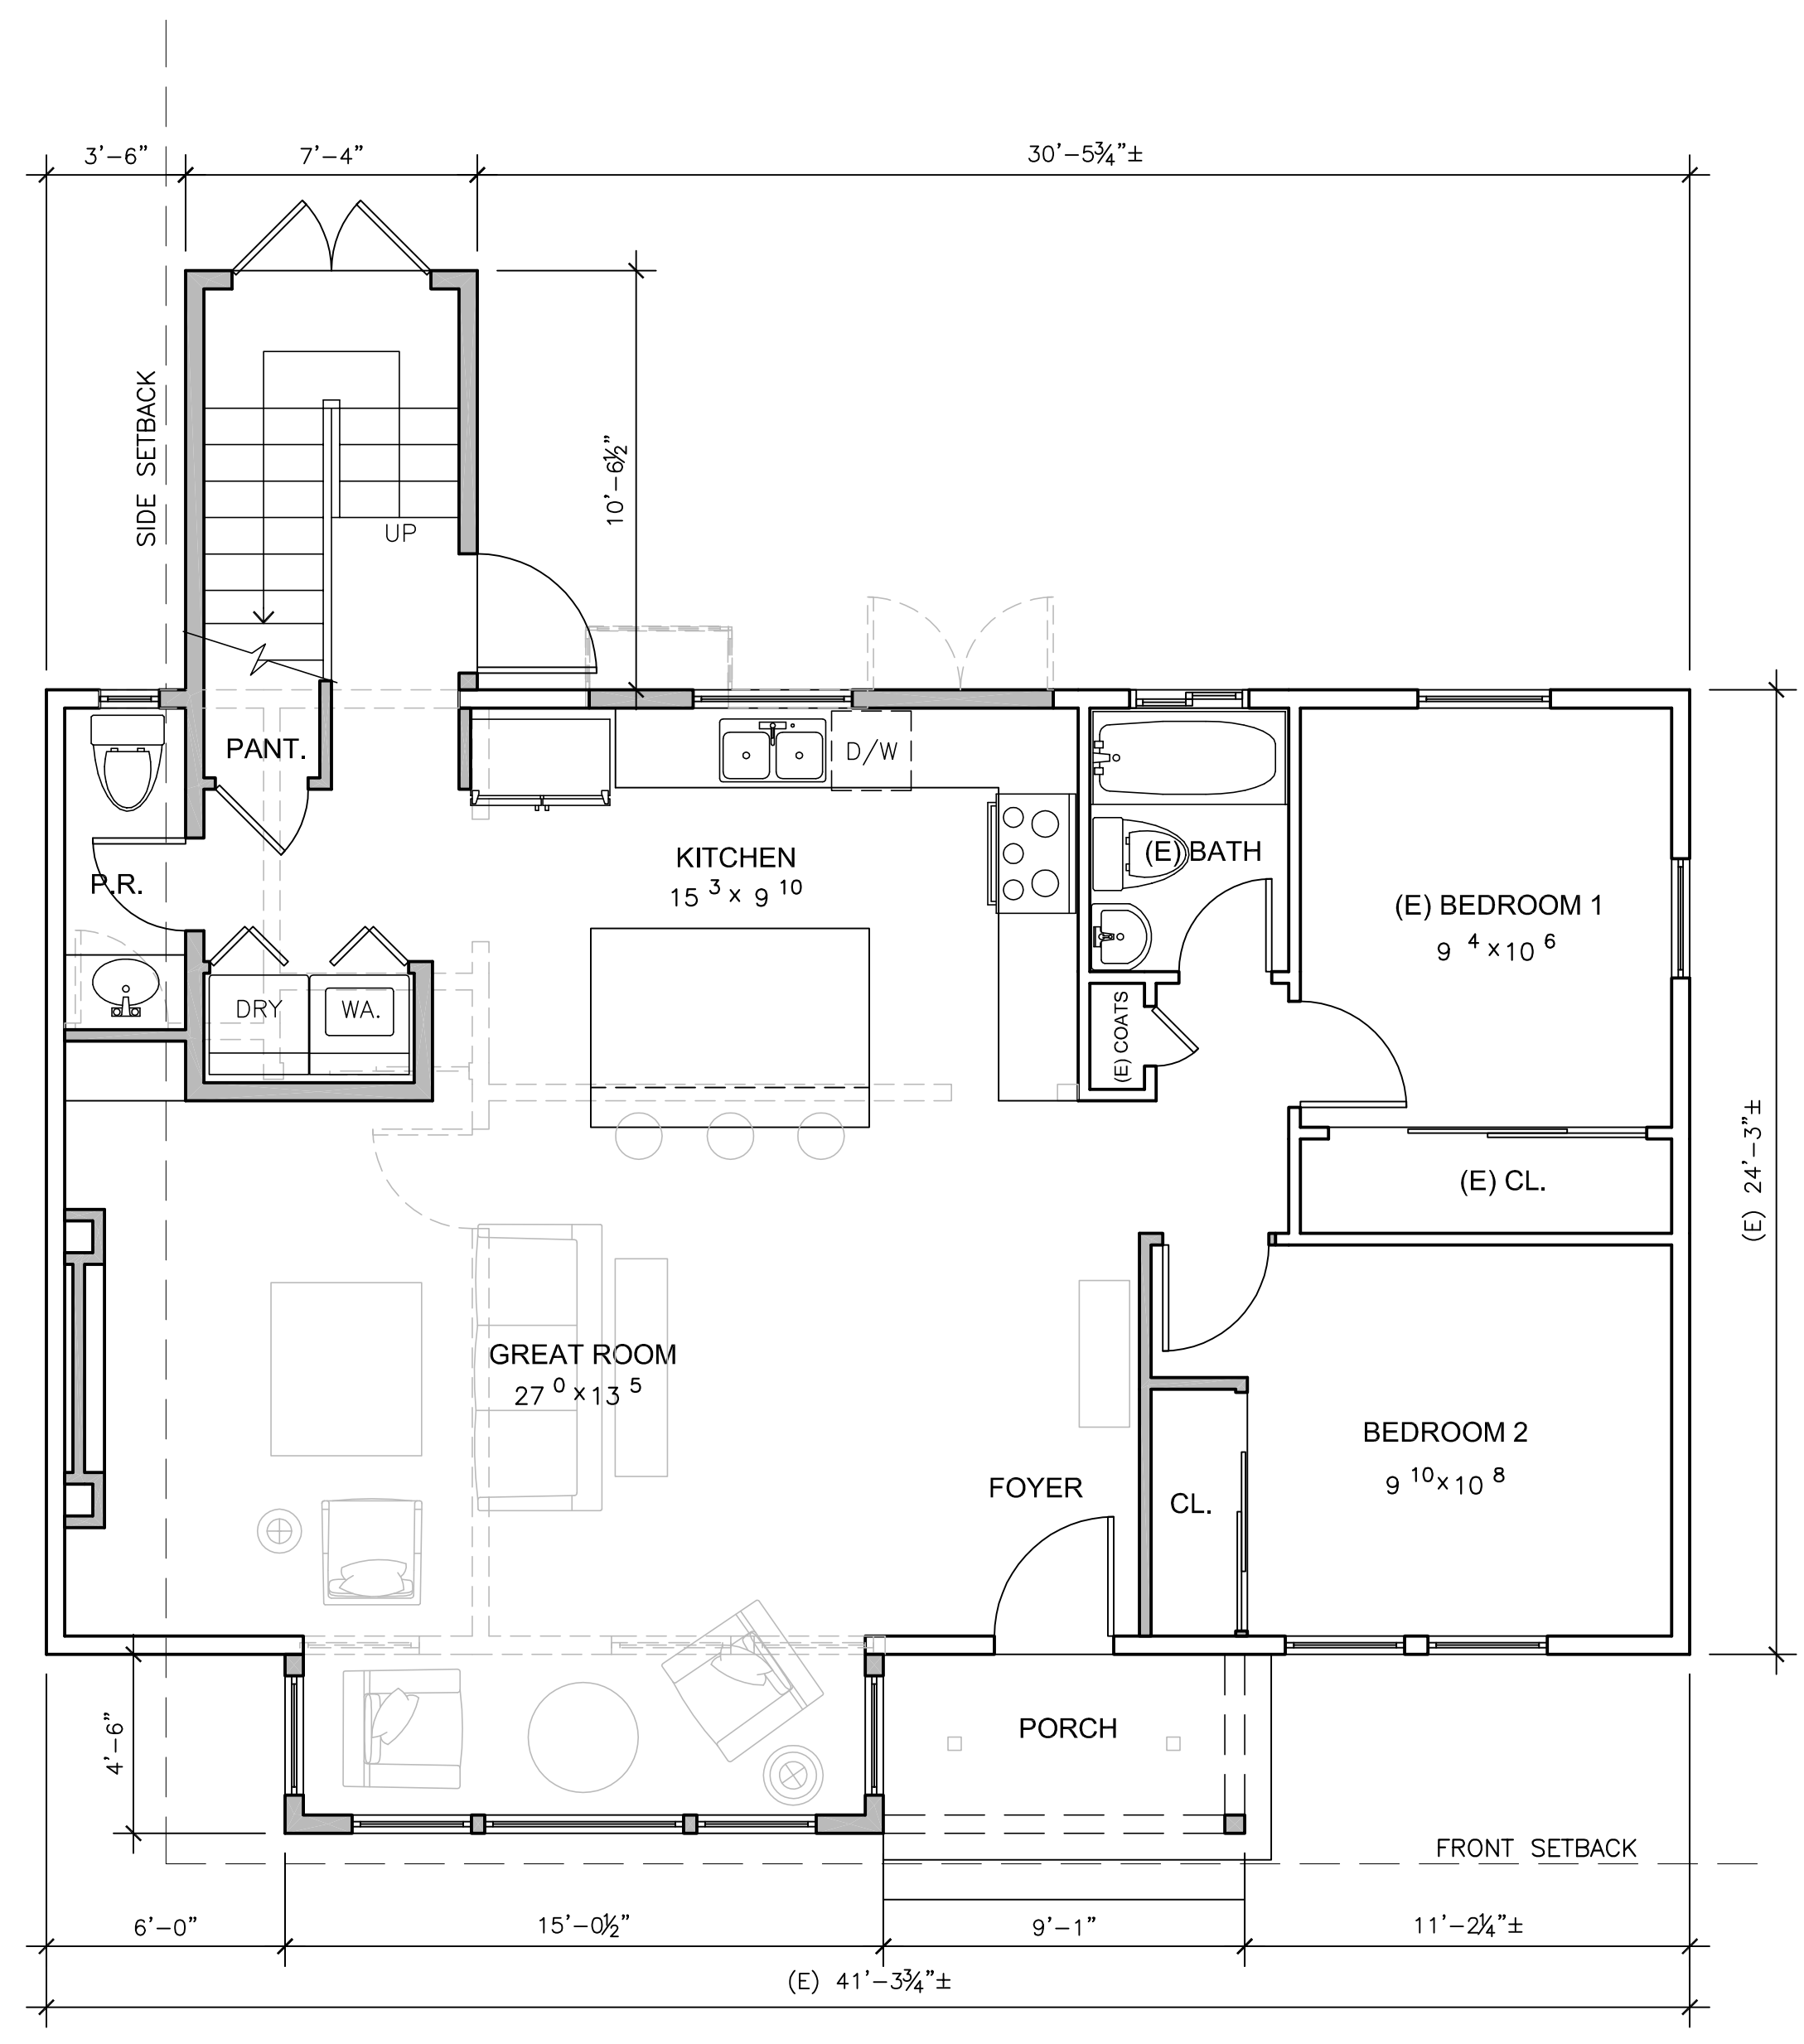 3'-6"
7'-4"
30'-5¾"±
SIDE SETBACK
10'-6½"
UP
PANT.
D/W
KITCHEN
15 3 x 9 10
(E) BATH
P.R.
(E) BEDROOM 1
9 4 x 10 6
DRY
WA.
(E) COATS
(E) CL.
(E) 24'-3"±
GREAT ROOM
27 0 x 13 5
BEDROOM 2
9 10 x 10 8
FOYER
CL.
4'-6"
PORCH
FRONT SETBACK
6'-0"
15'-0½"
9'-1"
11'-2¼"±
(E) 41'-3¾"±